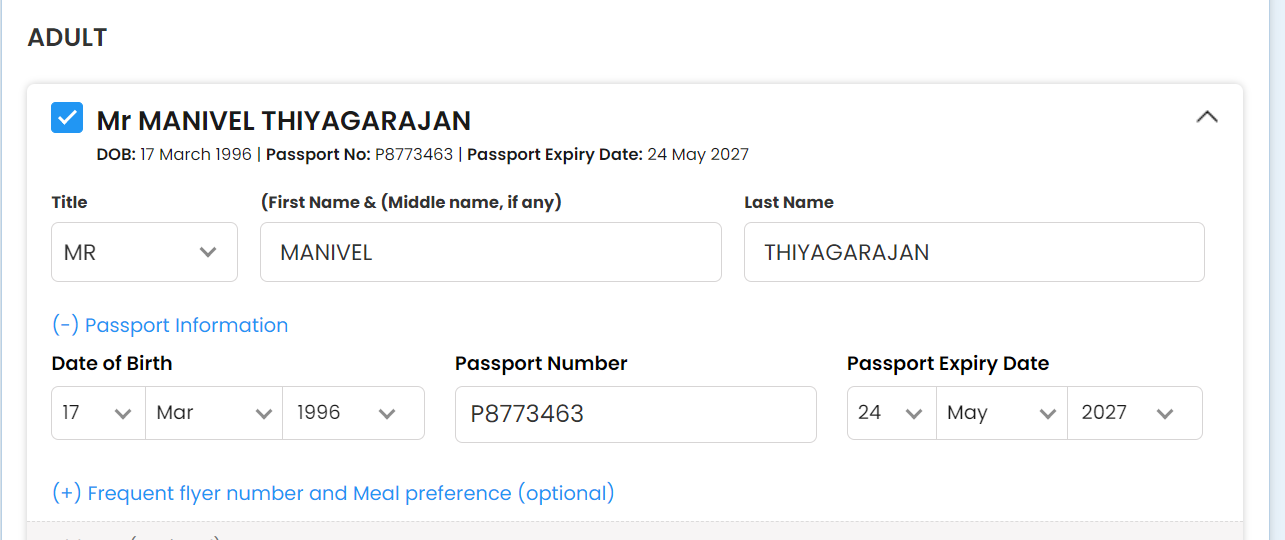 ADULT
Mr MANIVEL THIYAGARAJAN
DOB: 17 March 1996 | Passport No: P8773463 | Passport Expiry Date: 24 May 2027
Title (First Name & (Middle name, if any) Last Name
MR MANIVEL THIYAGARAJAN
(-) Passport Information
Date of Birth Passport Number Passport Expiry Date
17 Mar 1996 P8773463 24 May 2027
(+) Frequent flyer number and Meal preference (optional)